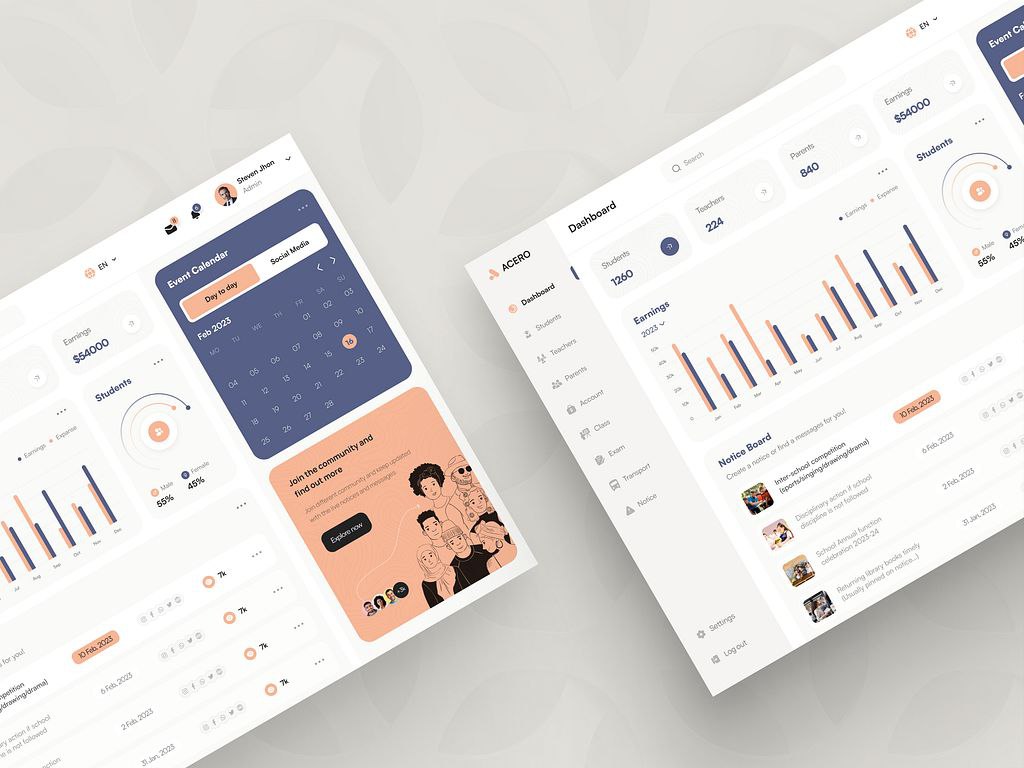 Steven Jhon
Admin
EN
Earnings
$54000
Students
Male
55%
Female
45%
Earnings
Expanse
Jul
Aug
Sep
Oct
Nov
Dec
Event Calendar
Day to day
Social Media
Feb 2023
MO TU WE TH FR SA SU
01 02 03
04 05 06 07 08 09 10
11 12 13 14 15 16 17
18 19 20 21 22 23 24
25 26 27 28
Join the community and
find out more
Join different community and keep updated
with the live notices and messages.
Explore now
7k
7k
7k
7k
s for you!
10 Feb, 2023
mpetition
/drawing/drama)
6 Feb, 2023
ary action if school
e is not followed
2 Feb, 2023
31 Jan, 2023
ACERO
Dashboard
Students
Teachers
Parents
Account
Class
Exam
Transport
Notice
Settings
Log out
Dashboard
Search
EN
Students
1260
Teachers
224
Parents
840
Earnings
$54000
Earnings
2023
Earnings
Expanse
50k
40k
30k
20k
10k
0
Jan
Feb
Mar
Apr
May
Jun
Jul
Aug
Sep
Oct
Nov
Dec
Students
Male
55%
Female
45%
Event Cal
Notice Board
Create a notice or find a messages for you!
Inter-school competition
(sports/singing/drawing/drama)
10 Feb, 2023
Disciplinary action if school
discipline is not followed
6 Feb, 2023
School Annual function
celebration 2023-24
2 Feb, 2023
Returning library books timely
(Usually pinned on notice...)
31 Jan, 2023